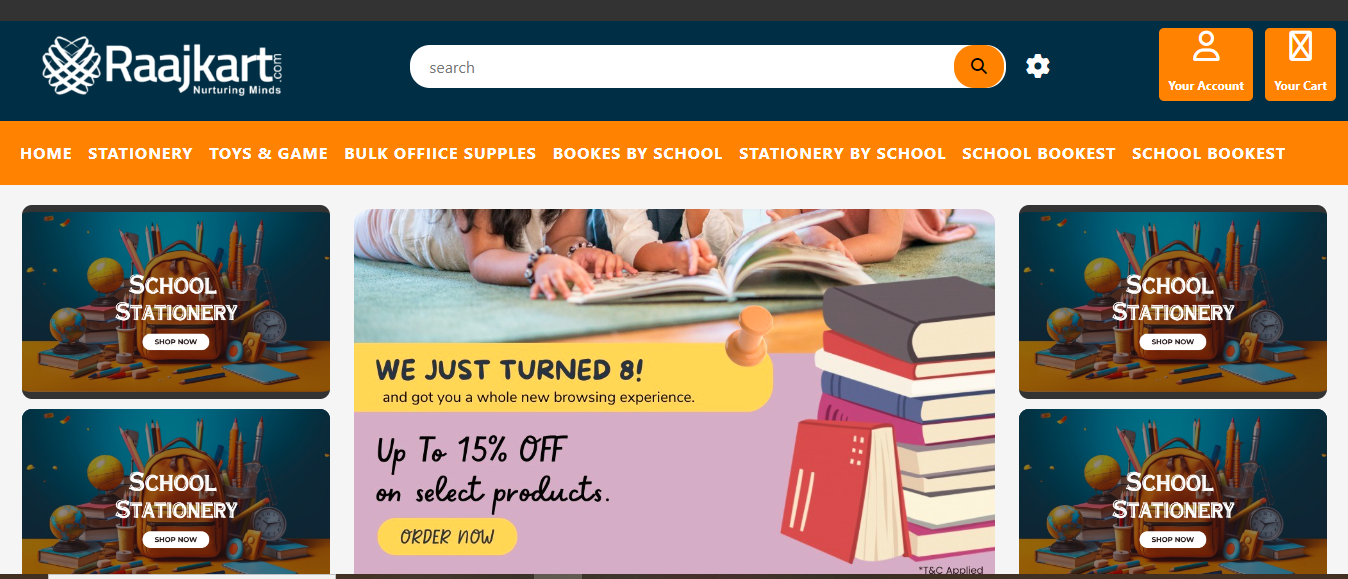 Raajkart.com
Nurturing Minds
search
Your Account
Your Cart
HOME STATIONERY TOYS & GAME BULK OFFIICE SUPPLES BOOKES BY SCHOOL STATIONERY BY SCHOOL SCHOOL BOOKEST SCHOOL BOOKEST
SCHOOL
STATIONERY
SHOP NOW
SCHOOL
STATIONERY
SHOP NOW
WE JUST TURNED 8!
and got you a whole new browsing experience.
Up To 15% OFF
on select products.
ORDER NOW
*T&C Applied
SCHOOL
STATIONERY
SHOP NOW
SCHOOL
STATIONERY
SHOP NOW